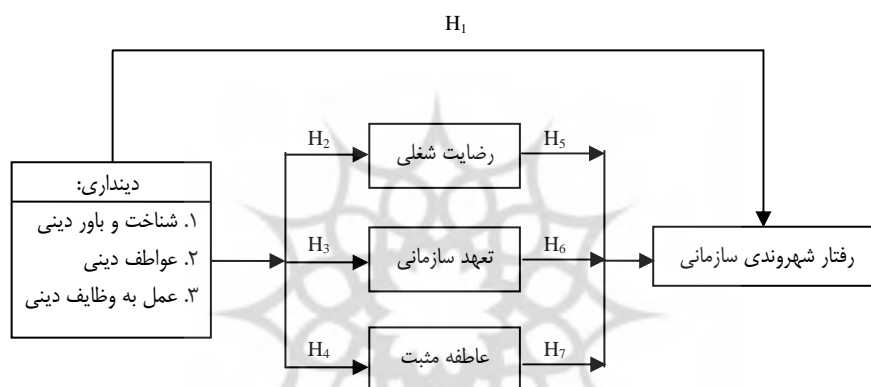 H₁
H₂ رضایت شغلی H₅
دینداری:
۱. شناخت و باور دینی
۲. عواطف دینی
۳. عمل به وظایف دینی
H₃ تعهد سازمانی H₆
رفتار شهروندی سازمانی
H₄ عاطفه مثبت H₇